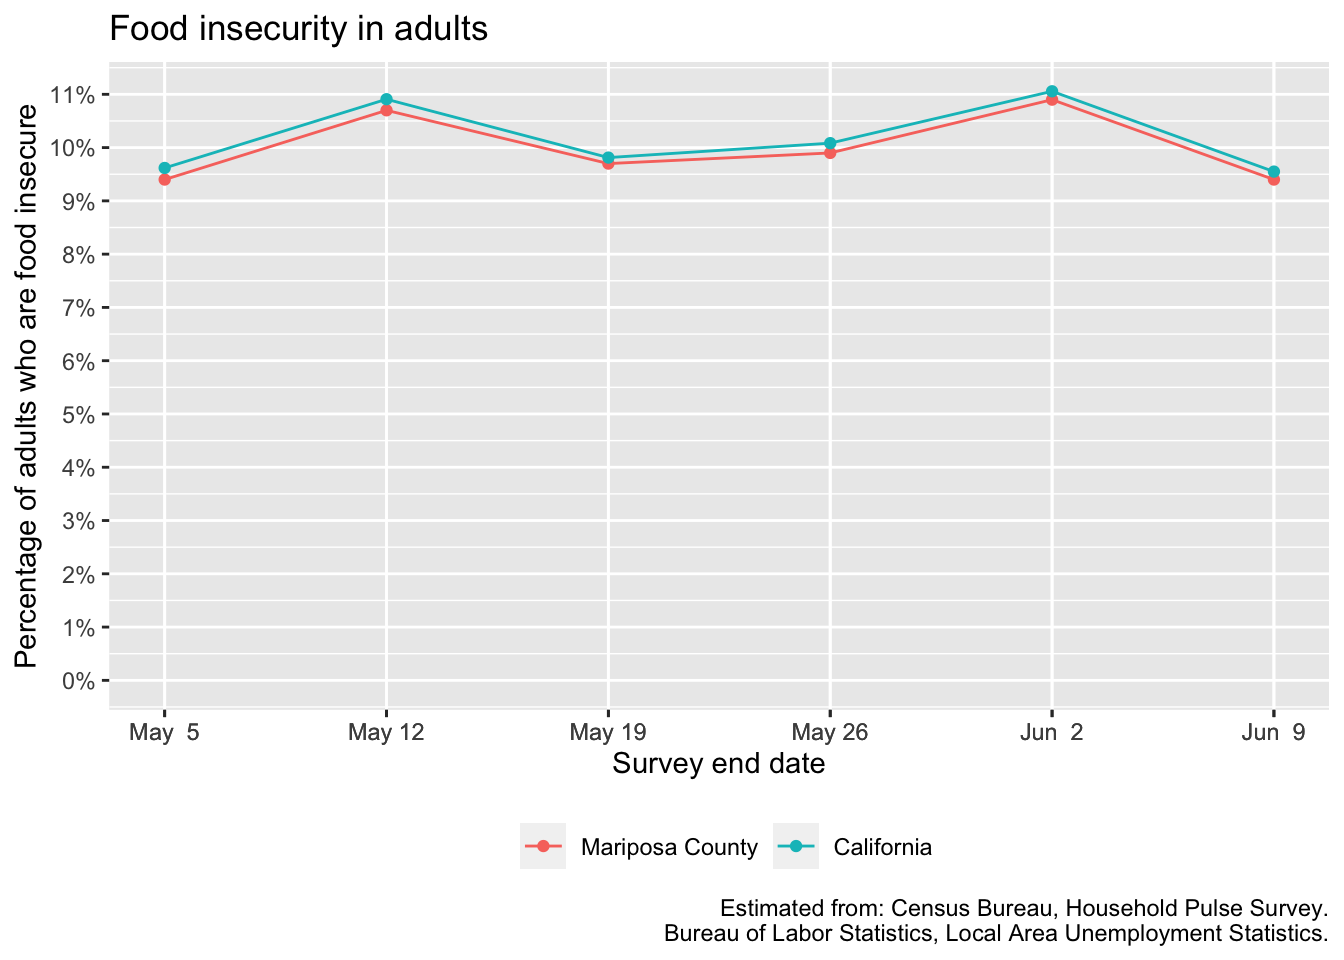 Food insecurity in adults
Percentage of adults who are food insecure
11%
10%
9%
8%
7%
6%
5%
4%
3%
2%
1%
0%
May  5 May 12 May 19 May 26 Jun  2 Jun  9
Survey end date
Mariposa County California
Estimated from: Census Bureau, Household Pulse Survey.
Bureau of Labor Statistics, Local Area Unemployment Statistics.